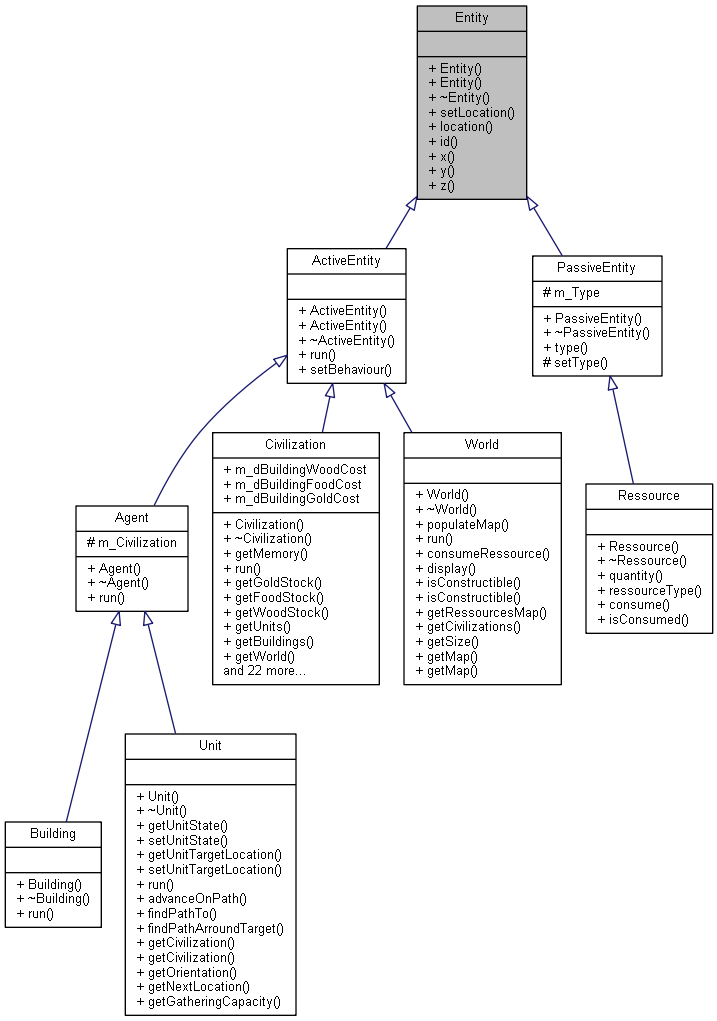 Entity
+ Entity()
+ Entity()
+ ~Entity()
+ setLocation()
+ location()
+ id()
+ x()
+ y()
+ z()
ActiveEntity
+ ActiveEntity()
+ ActiveEntity()
+ ~ActiveEntity()
+ run()
+ setBehaviour()
PassiveEntity
# m_Type
+ PassiveEntity()
+ ~PassiveEntity()
+ type()
# setType()
Agent
# m_Civilization
+ Agent()
+ ~Agent()
+ run()
Civilization
+ m_dBuildingWoodCost
+ m_dBuildingFoodCost
+ m_dBuildingGoldCost
+ Civilization()
+ ~Civilization()
+ getMemory()
+ run()
+ getGoldStock()
+ getFoodStock()
+ getWoodStock()
+ getUnits()
+ getBuildings()
+ getWorld()
and 22 more...
World
+ World()
+ ~World()
+ populateMap()
+ run()
+ consumeRessource()
+ display()
+ isConstructible()
+ isConstructible()
+ getRessourcesMap()
+ getCivilizations()
+ getSize()
+ getMap()
+ getMap()
Ressource
+ Ressource()
+ ~Ressource()
+ quantity()
+ ressourceType()
+ consume()
+ isConsumed()
Building
+ Building()
+ ~Building()
+ run()
Unit
+ Unit()
+ ~Unit()
+ getUnitState()
+ setUnitState()
+ getUnitTargetLocation()
+ setUnitTargetLocation()
+ run()
+ advanceOnPath()
+ findPathTo()
+ findPathArroundTarget()
+ getCivilization()
+ getCivilization()
+ getOrientation()
+ getNextLocation()
+ getGatheringCapacity()